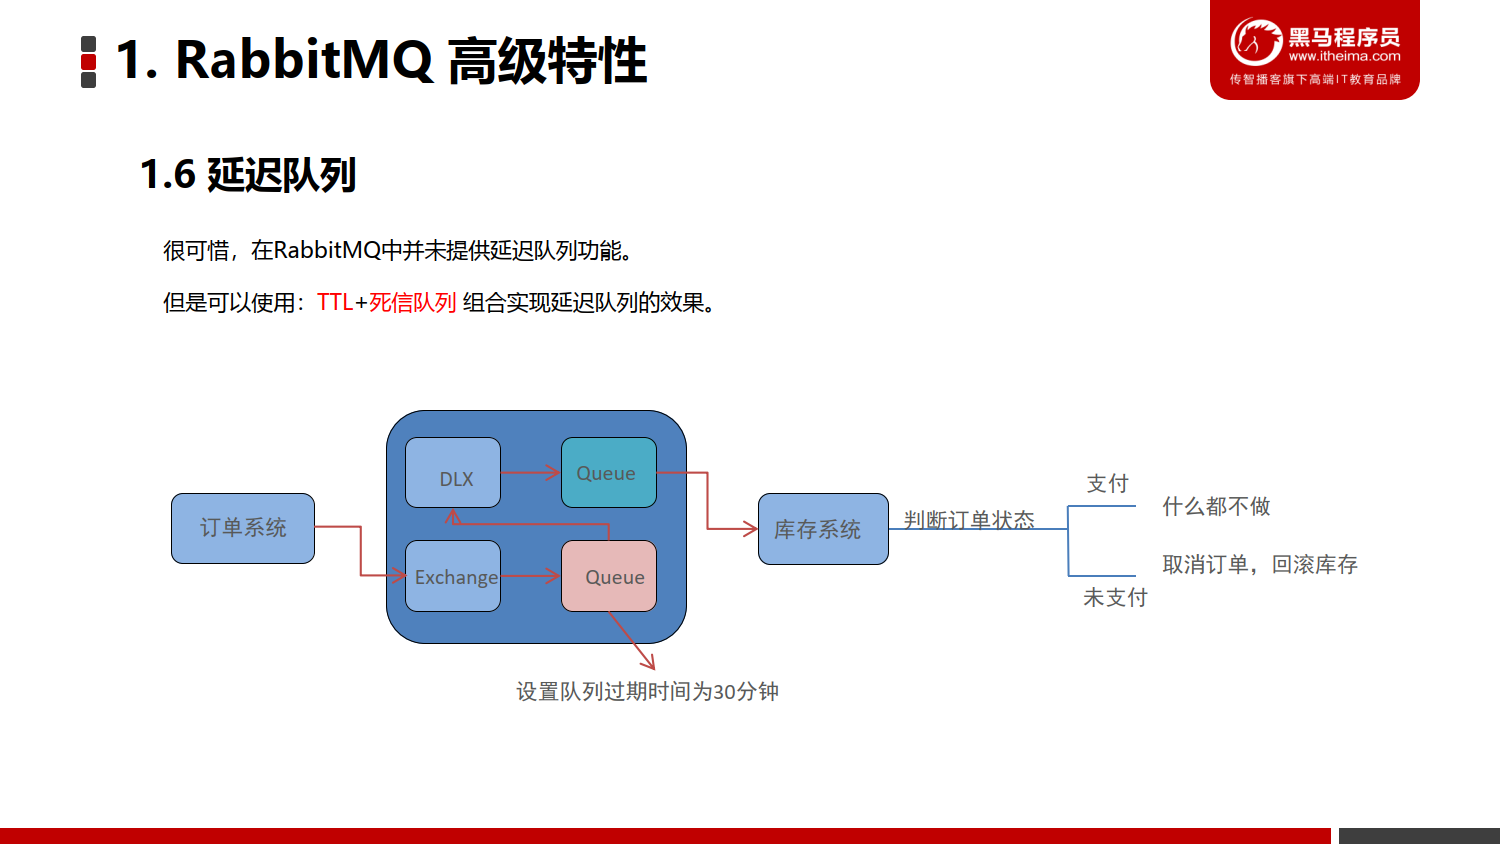 1. RabbitMQ 高级特性
黑马程序员
www.itheima.com
传智播客旗下高端IT教育品牌
1.6 延迟队列
很可惜，在RabbitMQ中并未提供延迟队列功能。
但是可以使用：TTL+死信队列 组合实现延迟队列的效果。
DLX
Queue
订单系统
Exchange
Queue
库存系统
判断订单状态
支付
什么都不做
取消订单，回滚库存
未支付
设置队列过期时间为30分钟